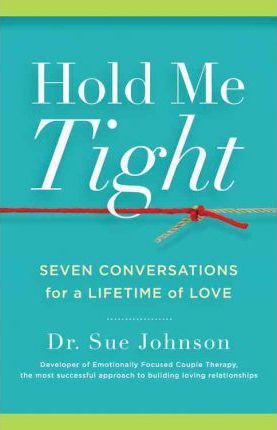 Hold Me
Tight
SEVEN CONVERSATIONS
for a LIFETIME of LOVE
Dr. Sue Johnson
Developer of Emotionally Focused Couple Therapy,
the most successful approach to building loving relationships